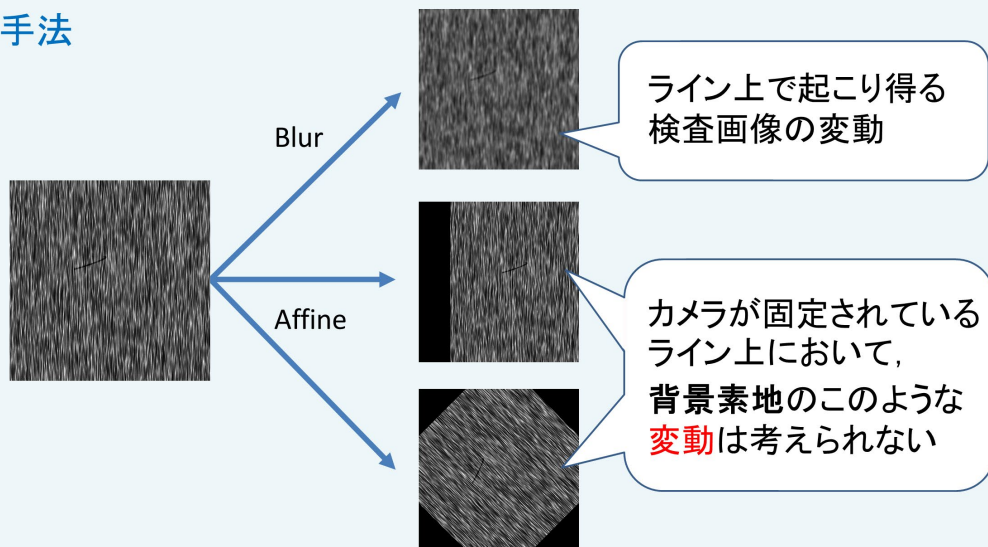 手法
Blur
ライン上で起こり得る
検査画像の変動
Affine
カメラが固定されている
ライン上において,
背景素地のこのような
変動は考えられない